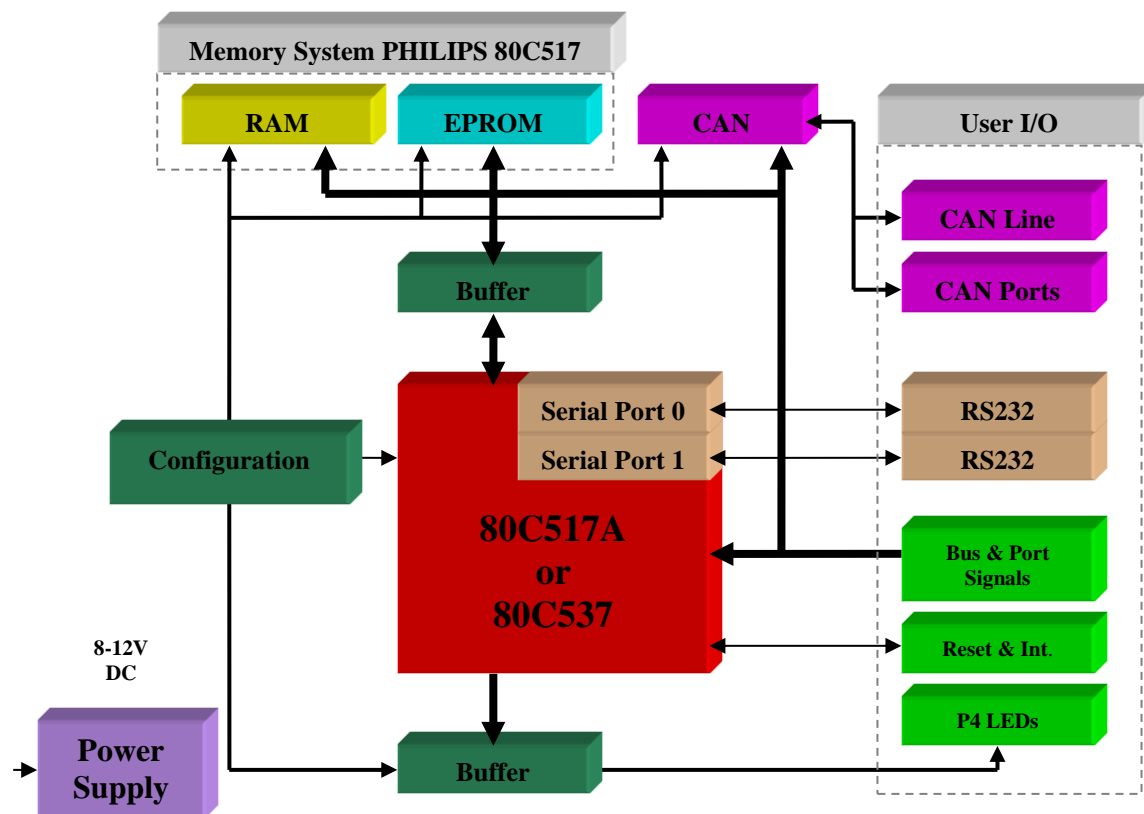 Memory System PHILIPS 80C517
RAM
EPROM
CAN
User I/O
CAN Line
CAN Ports
Buffer
Serial Port 0
RS232
Serial Port 1
RS232
Configuration
80C517A
or
80C537
Bus & Port
Signals
Reset & Int.
P4 LEDs
8-12V
DC
Power
Supply
Buffer